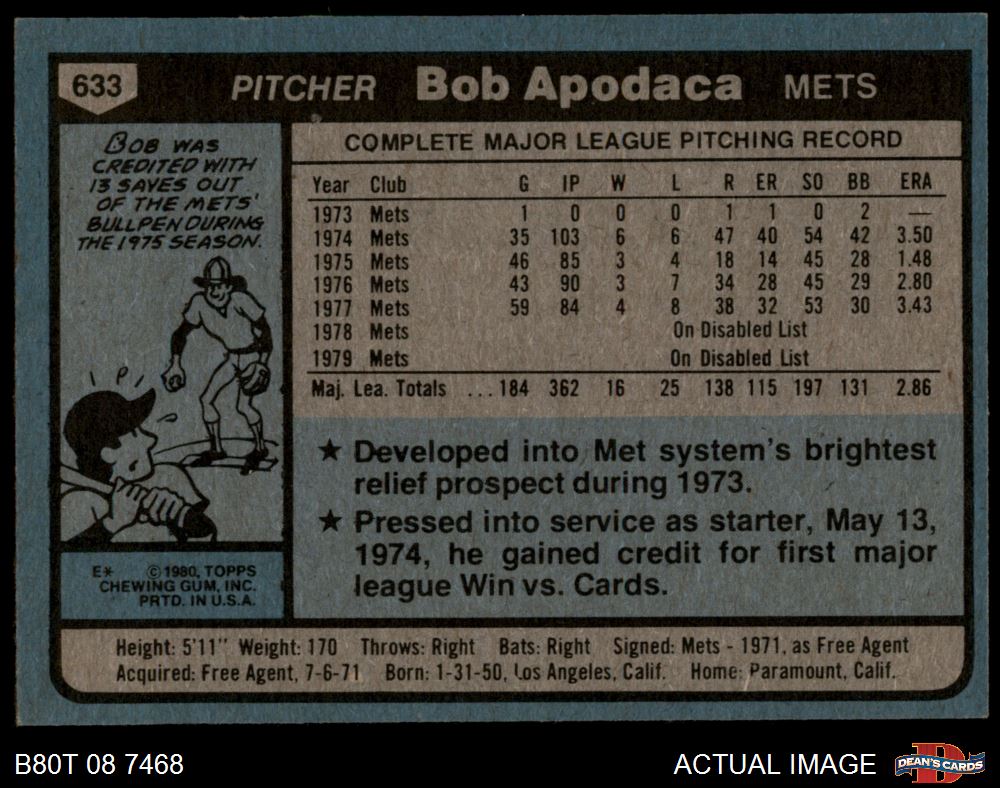 633 PITCHER Bob Apodaca METS
BOB WAS
CREDITED WITH
13 SAVES OUT
OF THE METS'
BULLPEN DURING
THE 1975 SEASON.
E* ©1980, TOPPS
CHEWING GUM, INC.
PRTD. IN U.S.A.
COMPLETE MAJOR LEAGUE PITCHING RECORD
Year Club G IP W L R ER SO BB ERA
1973 Mets 1 0 0 0 1 1 0 2 —
1974 Mets 35 103 6 6 47 40 54 42 3.50
1975 Mets 46 85 3 4 18 14 45 28 1.48
1976 Mets 43 90 3 7 34 28 45 29 2.80
1977 Mets 59 84 4 8 38 32 53 30 3.43
1978 Mets On Disabled List
1979 Mets On Disabled List
Maj. Lea. Totals ... 184 362 16 25 138 115 197 131 2.86
★ Developed into Met system's brightest
relief prospect during 1973.
★ Pressed into service as starter, May 13,
1974, he gained credit for first major
league Win vs. Cards.
Height: 5'11" Weight: 170 Throws: Right Bats: Right Signed: Mets - 1971, as Free Agent
Acquired: Free Agent, 7-6-71 Born: 1-31-50, Los Angeles, Calif. Home: Paramount, Calif.
B80T 08 7468 ACTUAL IMAGE DEAN'S CARDS